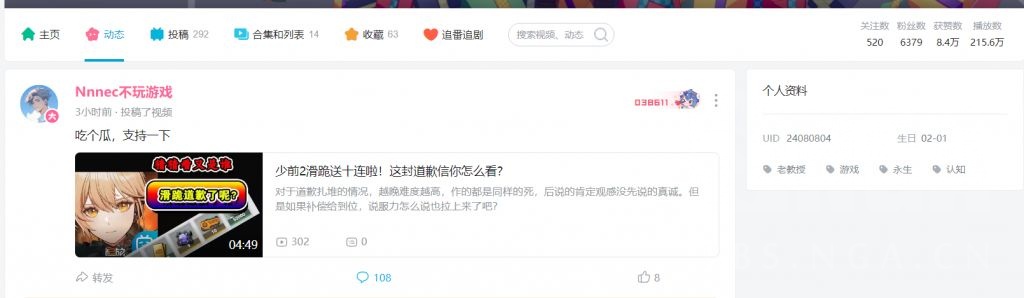 主页 动态 投稿 292 合集和列表 14 收藏 63 追番追剧 搜索视频、动态
关注数 粉丝数 获赞数 播放数
520 6379 8.4万 215.6万
Nnnec不玩游戏
3小时前 · 投稿了视频
038611
吃个瓜，支持一下
猜猜看又是谁
滑跪道歉了呢？
04:49
少前2滑跪送十连啦！这封道歉信你怎么看？
对于道歉扎堆的情况，越晚难度越高，作的都是同样的死，后说的肯定观感没先说的真诚。但
是如果补偿给到位，说服力怎么说也拉上来了吧？
302 0
转发 108 8
个人资料
UID 24080804 生日 02-01
老教授 游戏 永生 认知